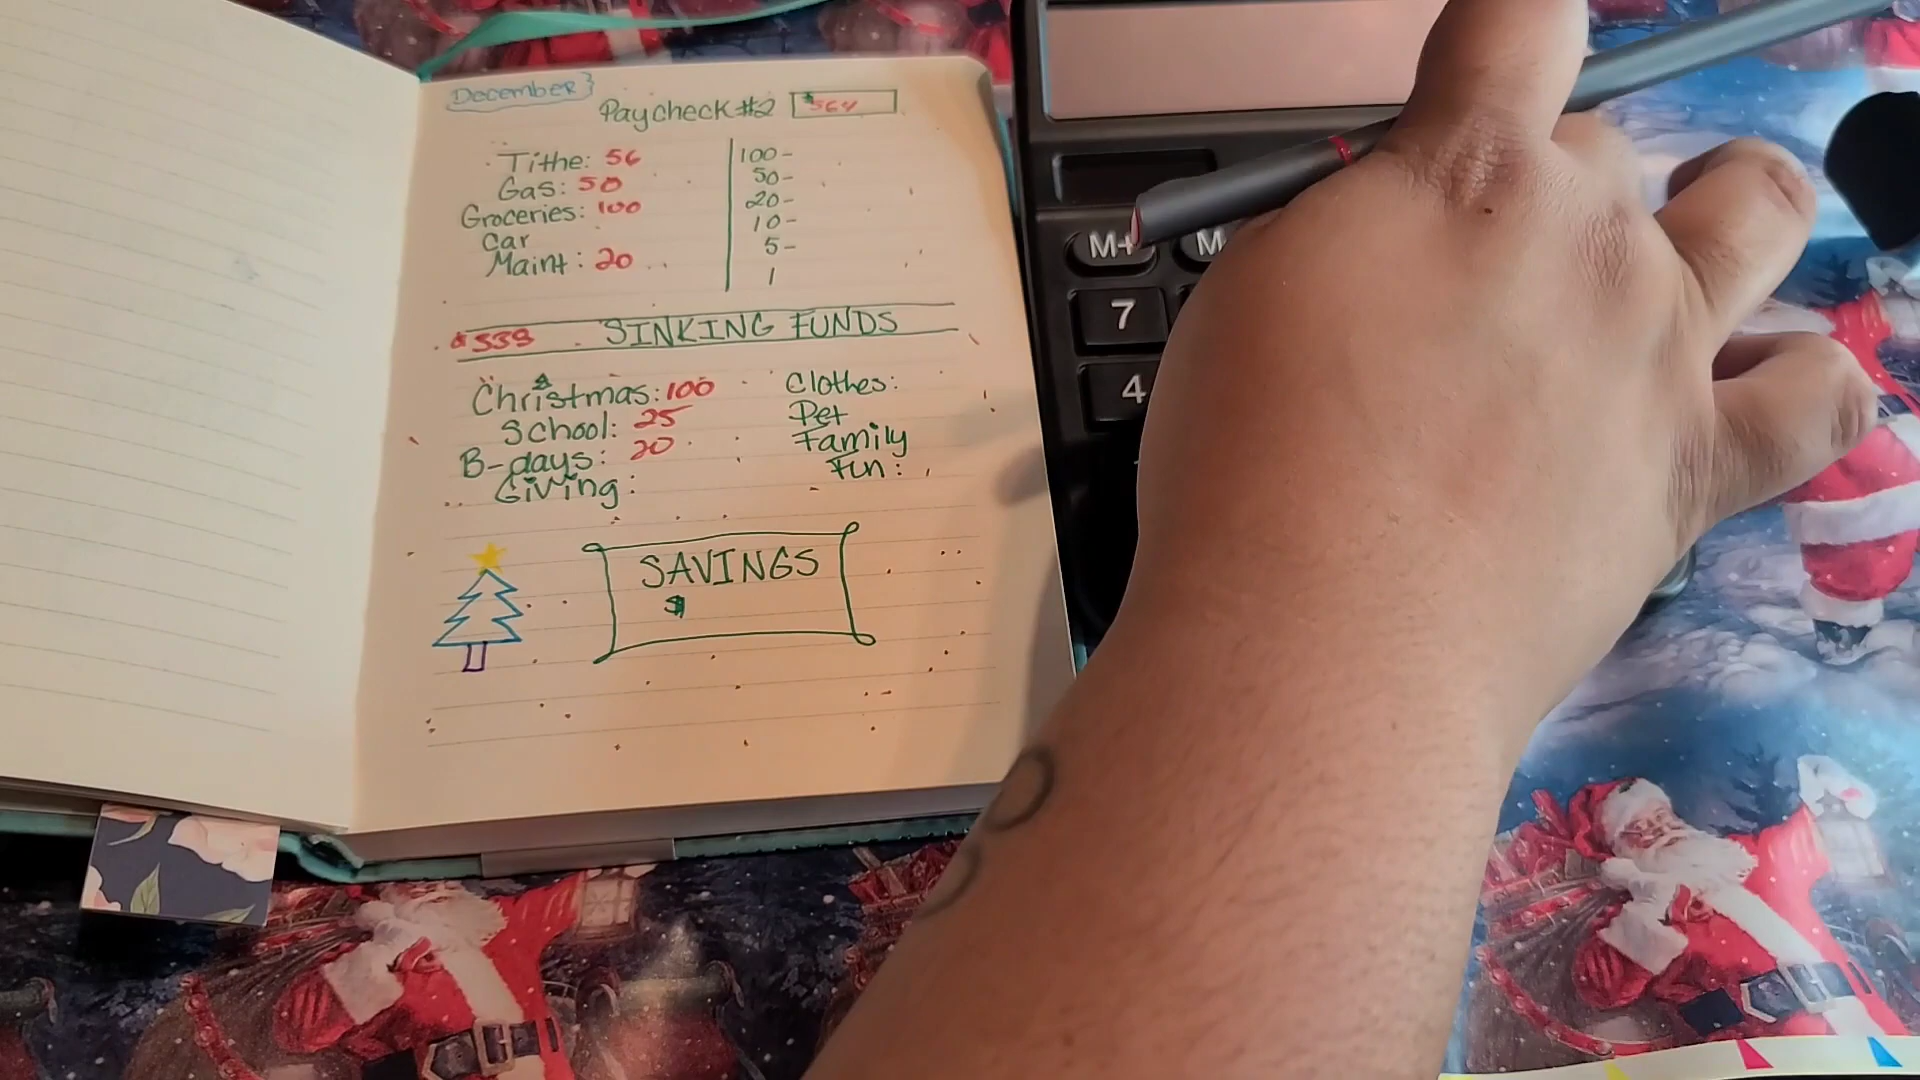 December
Paycheck #2 $564
Tithe: 56
Gas: 50
Groceries: 100
Car
Maint: 20
100-
50-
20-
10-
5-
1
$338 SINKING FUNDS
Christmas: 100
School: 25
B-days: 20
Giving:
Clothes:
Pet
Family
Fun:
SAVINGS
$
M+
M
7
4